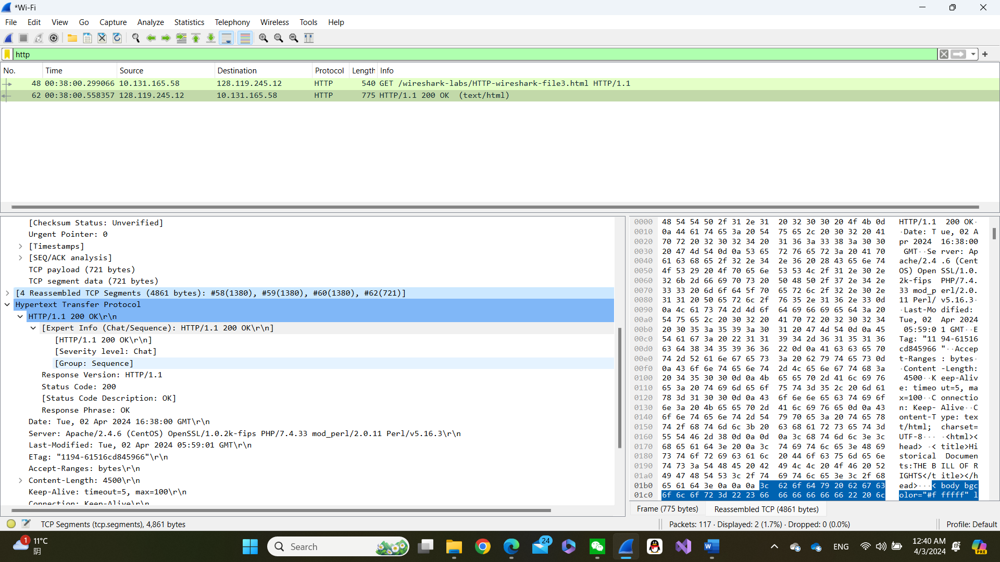 *Wi-Fi
File Edit View Go Capture Analyze Statistics Telephony Wireless Tools Help
http
No. Time Source Destination Protocol Length Info
48 00:38:00.299066 10.131.165.58 128.119.245.12 HTTP 540 GET /wireshark-labs/HTTP-wireshark-file3.html HTTP/1.1
62 00:38:00.558357 128.119.245.12 10.131.165.58 HTTP 775 HTTP/1.1 200 OK (text/html)
[Checksum Status: Unverified]
Urgent Pointer: 0
[Timestamps]
[SEQ/ACK analysis]
TCP payload (721 bytes)
TCP segment data (721 bytes)
[4 Reassembled TCP Segments (4861 bytes): #58(1380), #59(1380), #60(1380), #62(721)]
Hypertext Transfer Protocol
HTTP/1.1 200 OK\r\n
[Expert Info (Chat/Sequence): HTTP/1.1 200 OK\r\n]
[HTTP/1.1 200 OK\r\n]
[Severity level: Chat]
[Group: Sequence]
Response Version: HTTP/1.1
Status Code: 200
[Status Code Description: OK]
Response Phrase: OK
Date: Tue, 02 Apr 2024 16:38:00 GMT\r\n
Server: Apache/2.4.6 (CentOS) OpenSSL/1.0.2k-fips PHP/7.4.33 mod_perl/2.0.11 Perl/v5.16.3\r\n
Last-Modified: Tue, 02 Apr 2024 05:59:01 GMT\r\n
ETag: "1194-61516cd845966"\r\n
Accept-Ranges: bytes\r\n
Content-Length: 4500\r\n
Keep-Alive: timeout=5, max=100\r\n
Connection: Keep-Alive\r\n
0000 48 54 54 50 2f 31 2e 31 20 32 30 30 20 4f 4b 0d HTTP/1.1 200 OK·
0010 0a 44 61 74 65 3a 20 54 75 65 2c 20 30 32 20 41 ·Date: T ue, 02 A
0020 70 72 20 32 30 32 34 20 31 36 3a 33 38 3a 30 30 pr 2024 16:38:00
0030 20 47 4d 54 0d 0a 53 65 72 76 65 72 3a 20 41 70 GMT··Se rver: Ap
0040 61 63 68 65 2f 32 2e 34 2e 36 20 28 43 65 6e 74 ache/2.4 .6 (Cent
0050 4f 53 29 20 4f 70 65 6e 53 53 4c 2f 31 2e 30 2e OS) Open SSL/1.0.
0060 32 6b 2d 66 69 70 73 20 50 48 50 2f 37 2e 34 2e 2k-fips PHP/7.4.
0070 33 33 20 6d 6f 64 5f 70 65 72 6c 2f 32 2e 30 2e 33 mod_p erl/2.0.
0080 31 31 20 50 65 72 6c 2f 76 35 2e 31 36 2e 33 0d 11 Perl/ v5.16.3·
0090 0a 4c 61 73 74 2d 4d 6f 64 69 66 69 65 64 3a 20 ·Last-Mo dified:
00a0 54 75 65 2c 20 30 32 20 41 70 72 20 32 30 32 34 Tue, 02 Apr 2024
00b0 20 30 35 3a 35 39 3a 30 31 20 47 4d 54 0d 0a 45 05:59:0 1 GMT··E
00c0 54 61 67 3a 20 22 31 31 39 34 2d 36 31 35 31 36 Tag: "11 94-61516
00d0 63 64 38 34 35 39 36 36 22 0d 0a 41 63 63 65 70 cd845966 "··Accep
00e0 74 2d 52 61 6e 67 65 73 3a 20 62 79 74 65 73 0d t-Ranges : bytes·
00f0 0a 43 6f 6e 74 65 6e 74 2d 4c 65 6e 67 74 68 3a ·Content -Length:
0100 20 34 35 30 30 0d 0a 4b 65 65 70 2d 41 6c 69 76 4500··K eep-Aliv
0110 65 3a 20 74 69 6d 65 6f 75 74 3d 35 2c 20 6d 61 e: timeo ut=5, ma
0120 78 3d 31 30 30 0d 0a 43 6f 6e 6e 65 63 74 69 6f x=100··C onnectio
0130 6e 3a 20 4b 65 65 70 2d 41 6c 69 76 65 0d 0a 43 n: Keep- Alive··C
0140 6f 6e 74 65 6e 74 2d 54 79 70 65 3a 20 74 65 78 ontent-T ype: tex
0150 74 2f 68 74 6d 6c 3b 20 63 68 61 72 73 65 74 3d t/html; charset=
0160 55 54 46 2d 38 0d 0a 0d 0a 3c 68 74 6d 6c 3e 3c UTF-8··· ·<html><
0170 68 65 61 64 3e 20 0a 3c 74 69 74 6c 65 3e 48 69 head> ·< title>Hi
0180 73 74 6f 72 69 63 61 6c 20 44 6f 63 75 6d 65 6e storical Documen
0190 74 73 3a 54 48 45 20 42 49 4c 4c 20 4f 46 20 52 ts:THE B ILL OF R
01a0 49 47 48 54 53 3c 2f 74 69 74 6c 65 3e 3c 2f 68 IGHTS</t itle></h
01b0 65 61 64 3e 0a 0a 0a 3c 62 6f 64 79 20 62 67 63 ead>···< body bgc
01c0 6f 6c 6f 72 3d 22 23 66 66 66 66 66 66 22 20 6c olor="#f fffff" l
Frame (775 bytes) Reassembled TCP (4861 bytes)
TCP Segments (tcp.segments), 4,861 bytes
Packets: 117 · Displayed: 2 (1.7%) · Dropped: 0 (0.0%)
Profile: Default
1
11°C
阴
Search
24
ENG
12:40 AM
4/3/2024
PRE